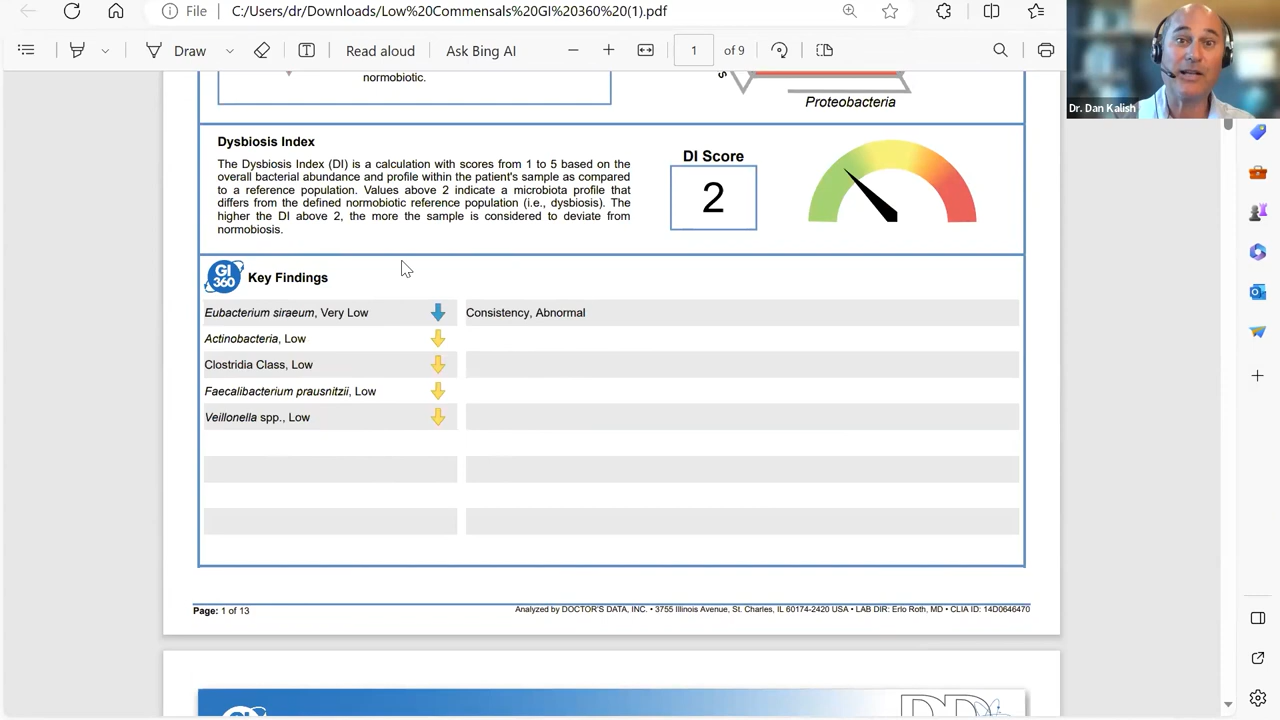 File
C:/Users/dr/Downloads/Low%20Commensals%20GI%20360%20(1).pdf
Draw
Read aloud
Ask Bing AI
1
of 9
Dr. Dan Kalish
normobiotic.
s
Proteobacteria
Dysbiosis Index
The Dysbiosis Index (DI) is a calculation with scores from 1 to 5 based on the
overall bacterial abundance and profile within the patient's sample as compared
to a reference population. Values above 2 indicate a microbiota profile that
differs from the defined normobiotic reference population (i.e., dysbiosis). The
higher the DI above 2, the more the sample is considered to deviate from
normobiosis.
DI Score
2
GI
360
Key Findings
Eubacterium siraeum, Very Low
Consistency, Abnormal
Actinobacteria, Low
Clostridia Class, Low
Faecalibacterium prausnitzii, Low
Veillonella spp., Low
Page: 1 of 13
Analyzed by DOCTOR'S DATA, INC. • 3755 Illinois Avenue, St. Charles, IL 60174-2420 USA • LAB DIR: Erlo Roth, MD • CLIA ID: 14D0646470